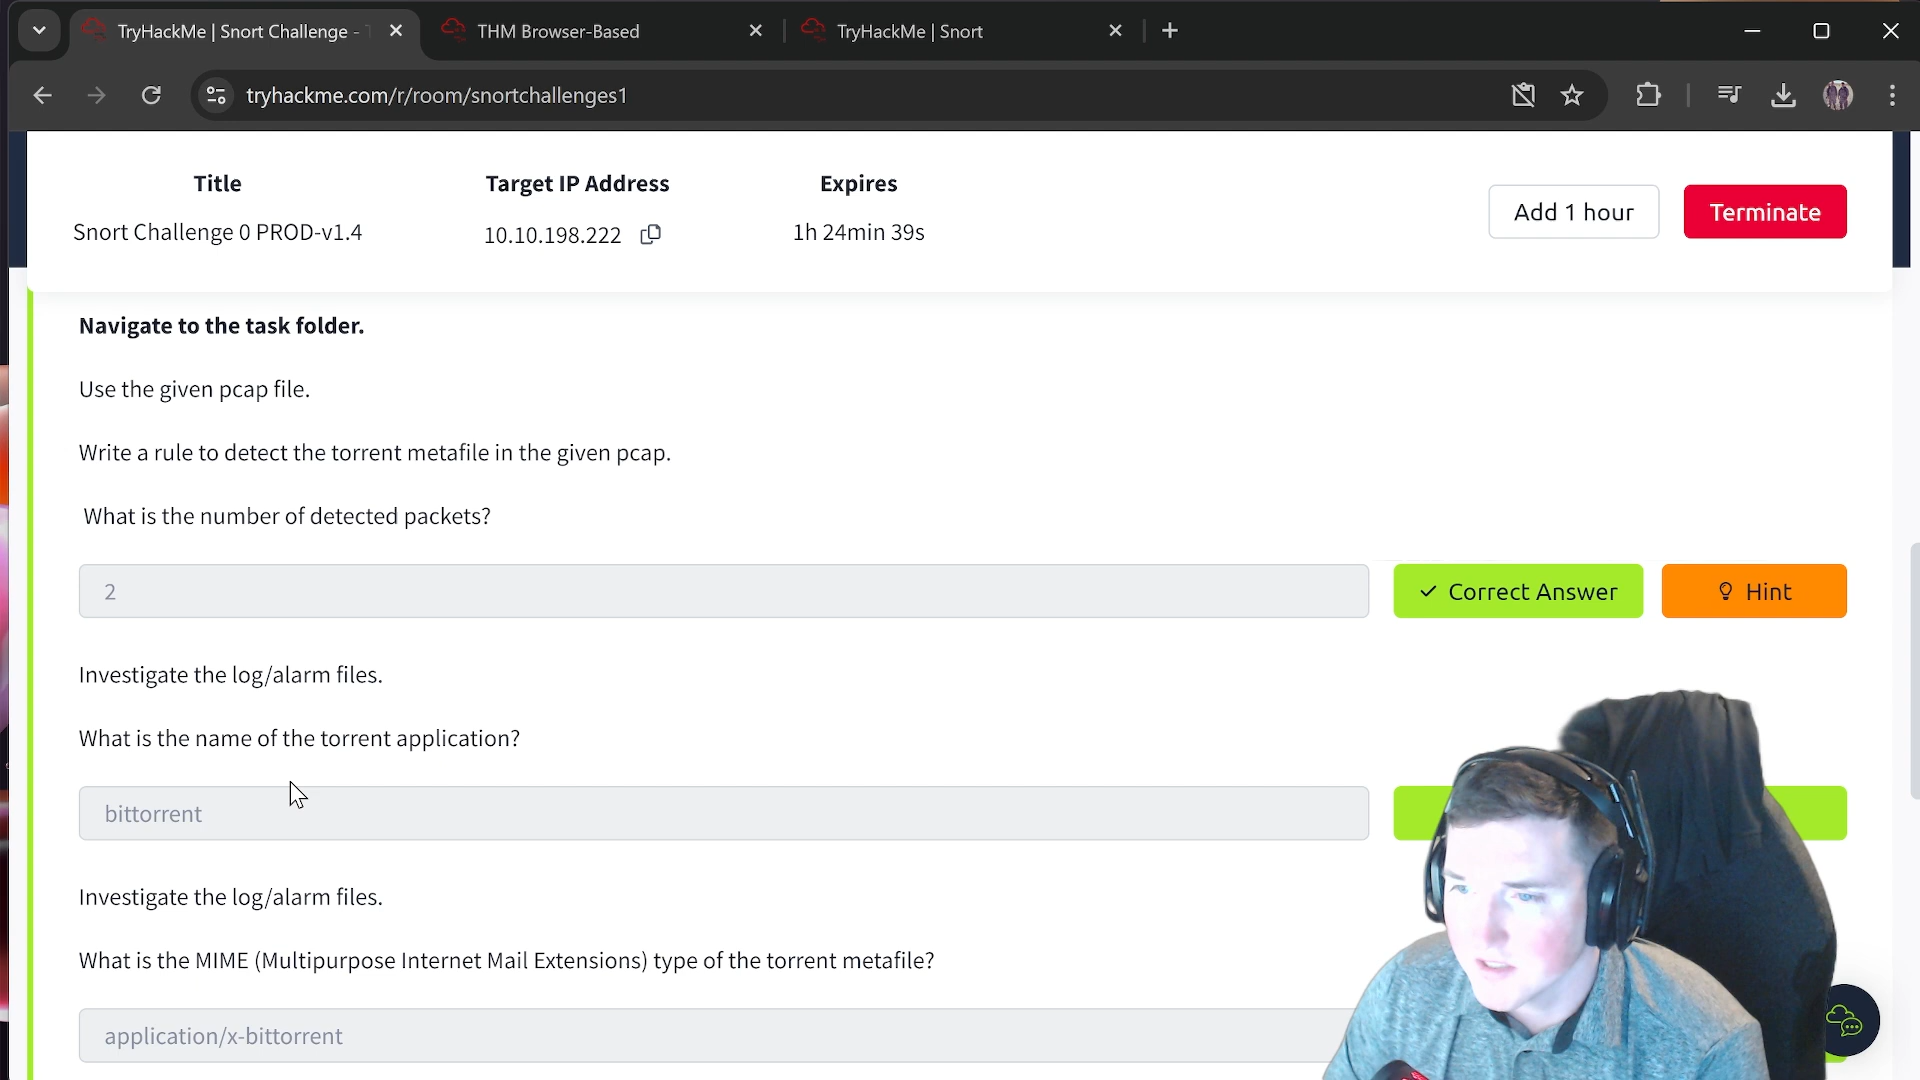 TryHackMe | Snort Challenge -
THM Browser-Based
TryHackMe | Snort
tryhackme.com/r/room/snortchallenges1
Title
Target IP Address
Expires
Snort Challenge 0 PROD-v1.4
10.10.198.222
1h 24min 39s
Add 1 hour
Terminate
Navigate to the task folder.
Use the given pcap file.
Write a rule to detect the torrent metafile in the given pcap.
What is the number of detected packets?
2
Correct Answer
Hint
Investigate the log/alarm files.
What is the name of the torrent application?
bittorrent
Investigate the log/alarm files.
What is the MIME (Multipurpose Internet Mail Extensions) type of the torrent metafile?
application/x-bittorrent